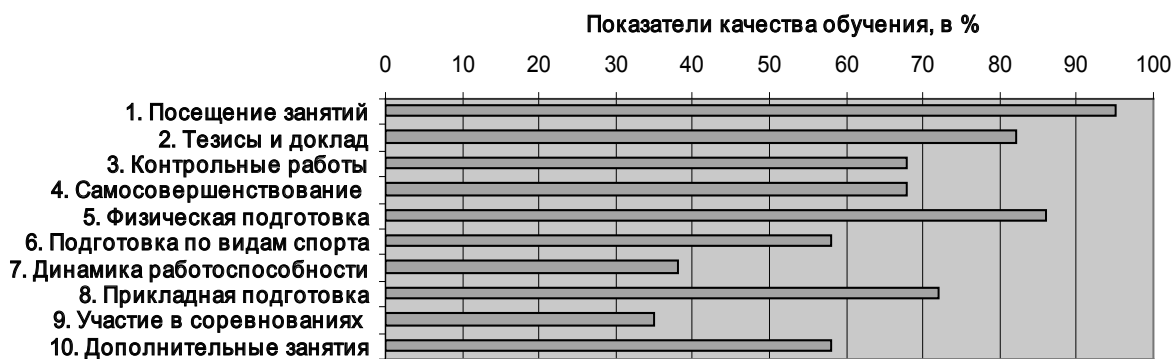 Показатели качества обучения, в %
0 10 20 30 40 50 60 70 80 90 100
1. Посещение занятий
2. Тезисы и доклад
3. Контрольные работы
4. Самосовершенствование
5. Физическая подготовка
6. Подготовка по видам спорта
7. Динамика работоспособности
8. Прикладная подготовка
9. Участие в соревнованиях
10. Дополнительные занятия